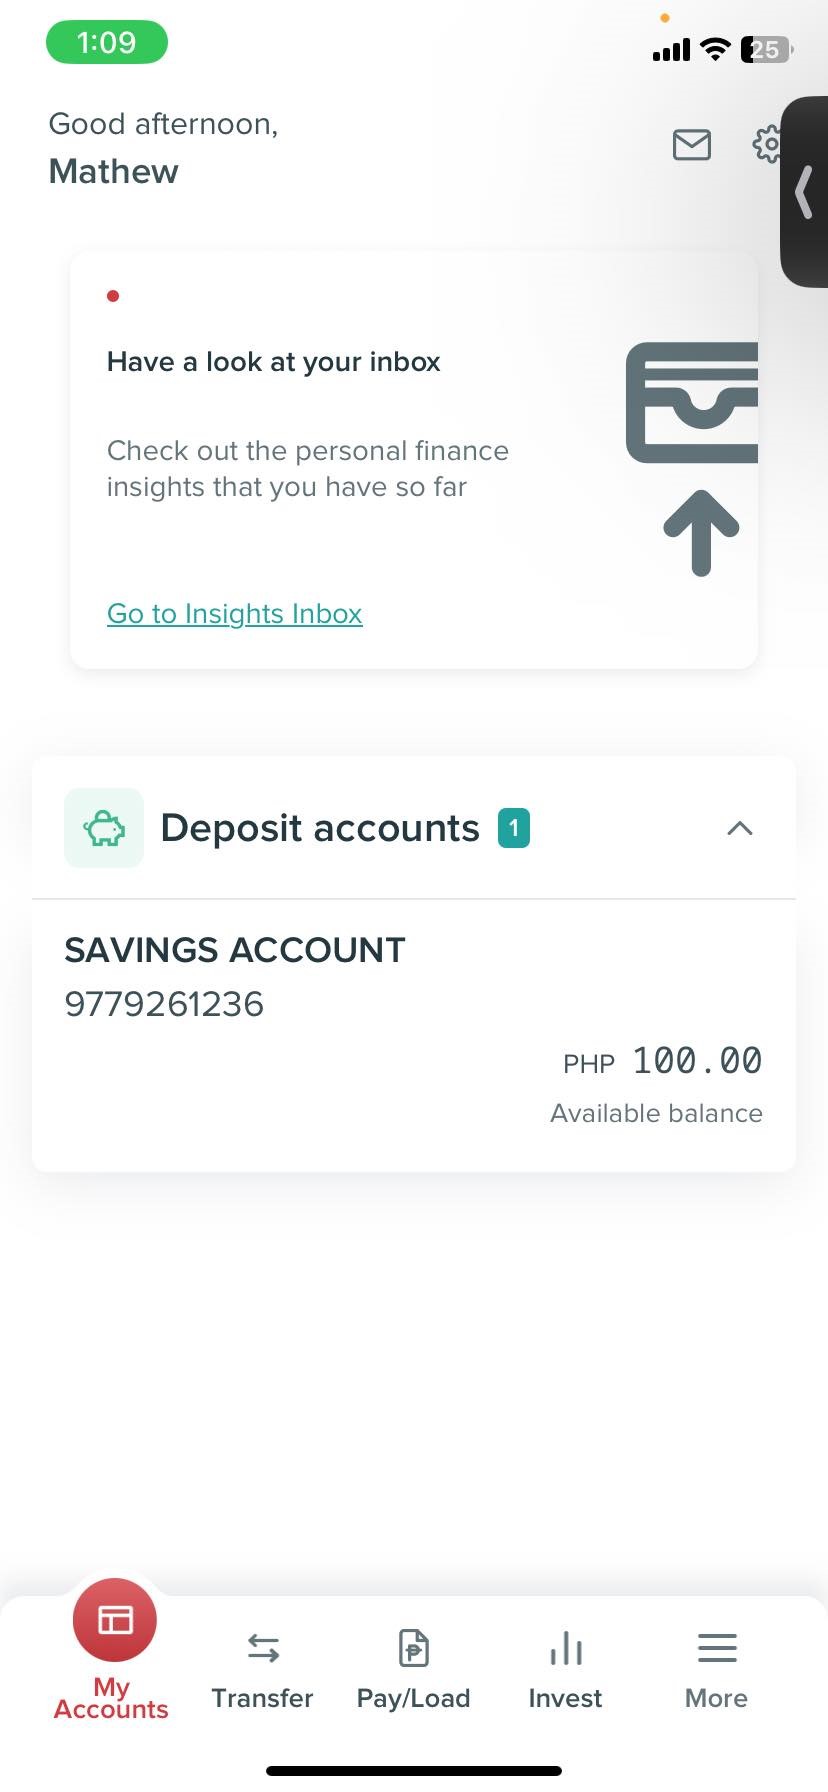 1:09
25
Good afternoon,
Mathew
Have a look at your inbox
Check out the personal finance
insights that you have so far
Go to Insights Inbox
Deposit accounts 1
SAVINGS ACCOUNT
9779261236
PHP 100.00
Available balance
My
Accounts
Transfer
Pay/Load
Invest
More